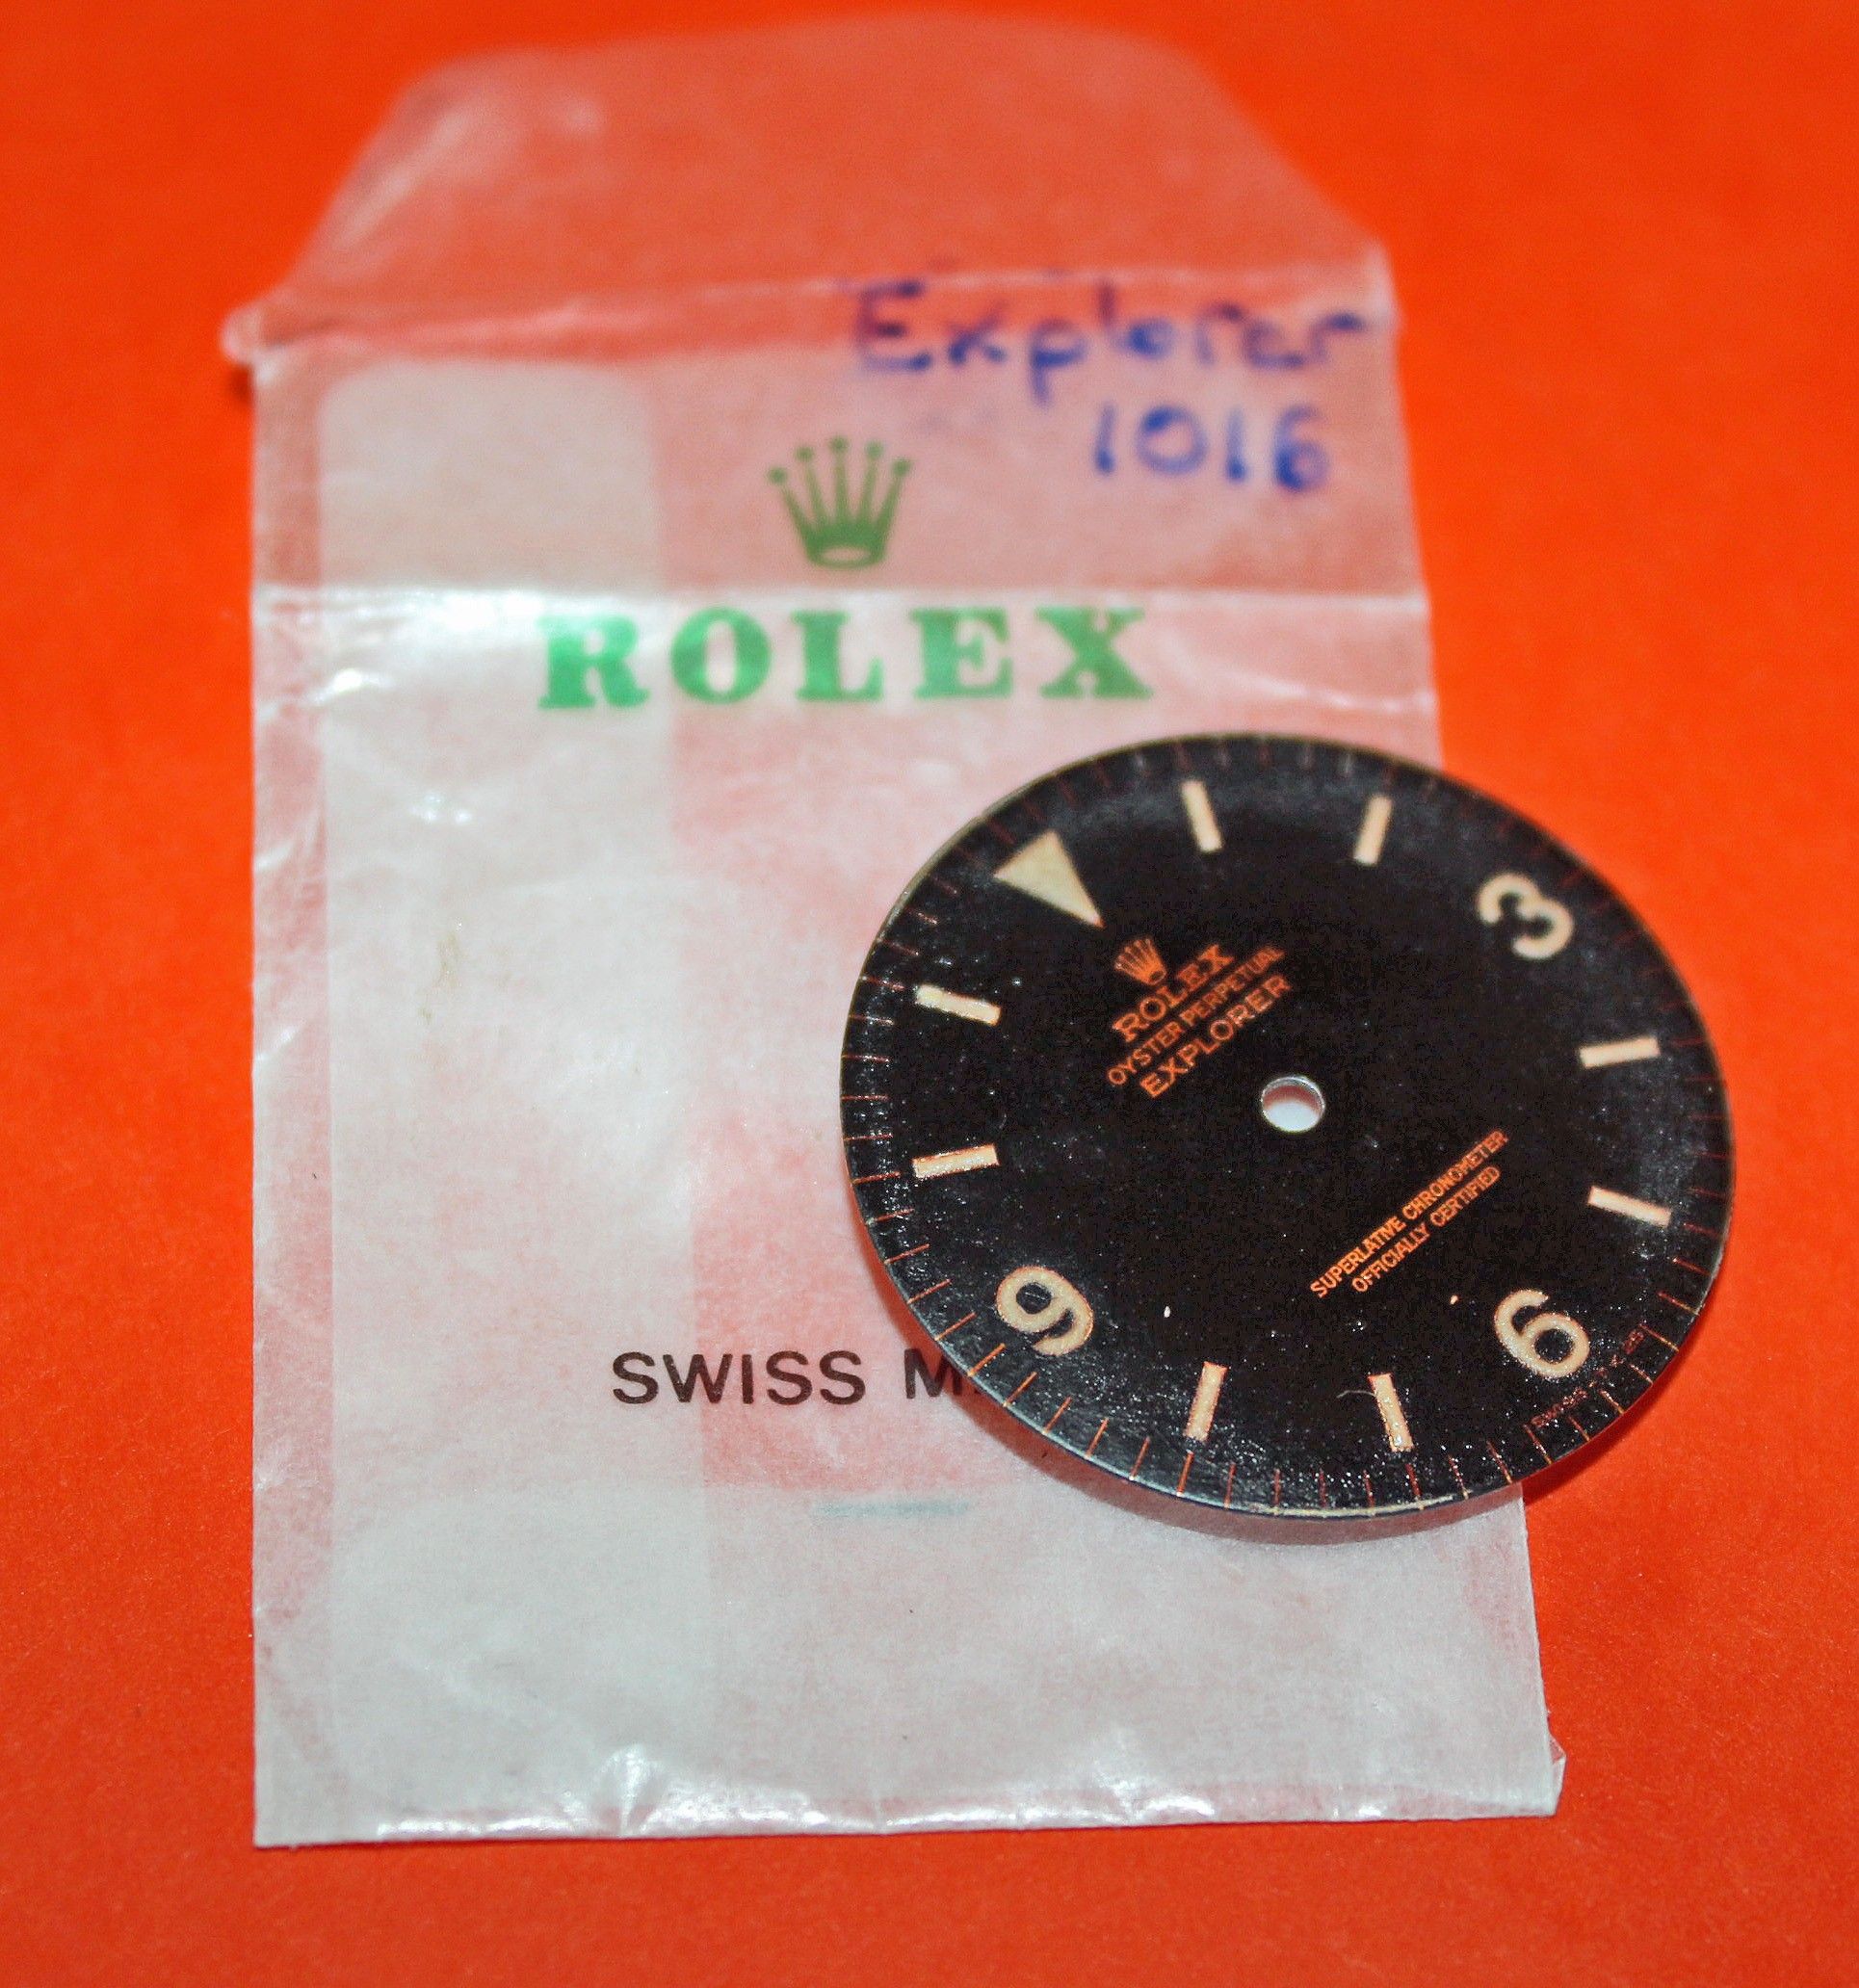 Explorer
1016
ROLEX
SWISS
3
ROLEX
OYSTER PERPETUAL
EXPLORER
SUPERLATIVE CHRONOMETER
OFFICIALLY CERTIFIED
9
6